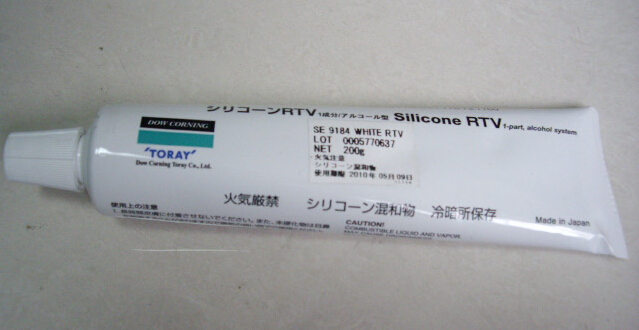 シリコーンRTV 1成分/アルコール型 Silicone RTV 1-part, alcohol system
DOW CORNING
"TORAY"
Dow Corning Toray Co., Ltd.
SE 9184 WHITE RTV
LOT 0005770637
NET 200g
火気注意
シリコーン混和物
使用期限 2010年 05月 09日
火気厳禁 シリコーン混和物 冷暗所保存
Made in Japan
使用上の注意
CAUTION!
COMBUSTIBLE LIQUID AND VAPOR.